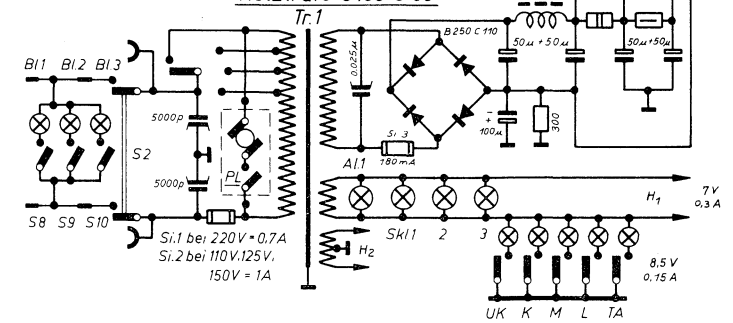 Tr.1
B 250 C 110
50µ + 50µ
50µ+50µ
0,025µ
Bl.1 Bl.2 Bl.3
5000p
S2
+
100µ
300
Si 3
180mA
PL
Al.1
5000p
7V
0,3A
H1
S8 S9 S10
Skl.1 2 3
Si.1 bei 220V = 0,7A
Si.2 bei 110V,125V,
150V = 1A
H2
8,5V
0,15A
UK K M L TA